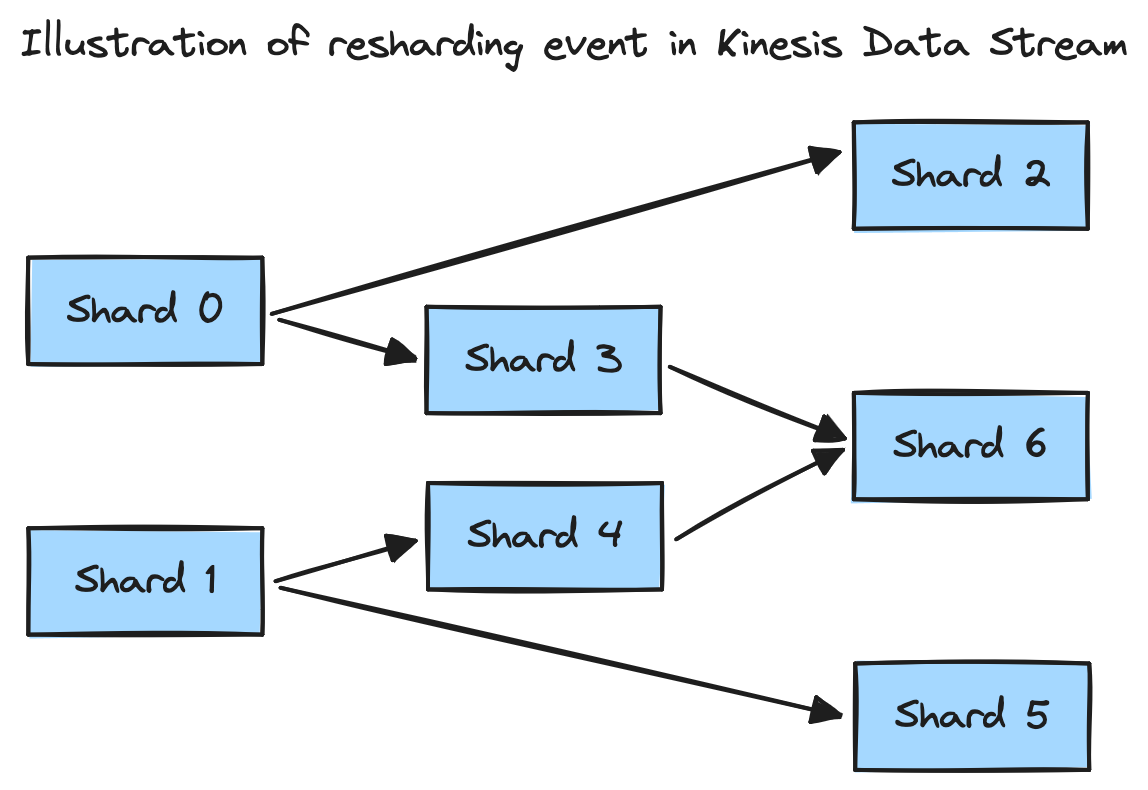 Illustration of resharding event in Kinesis Data Stream
Shard 2
Shard 0
Shard 3
Shard 6
Shard 4
Shard 1
Shard 5